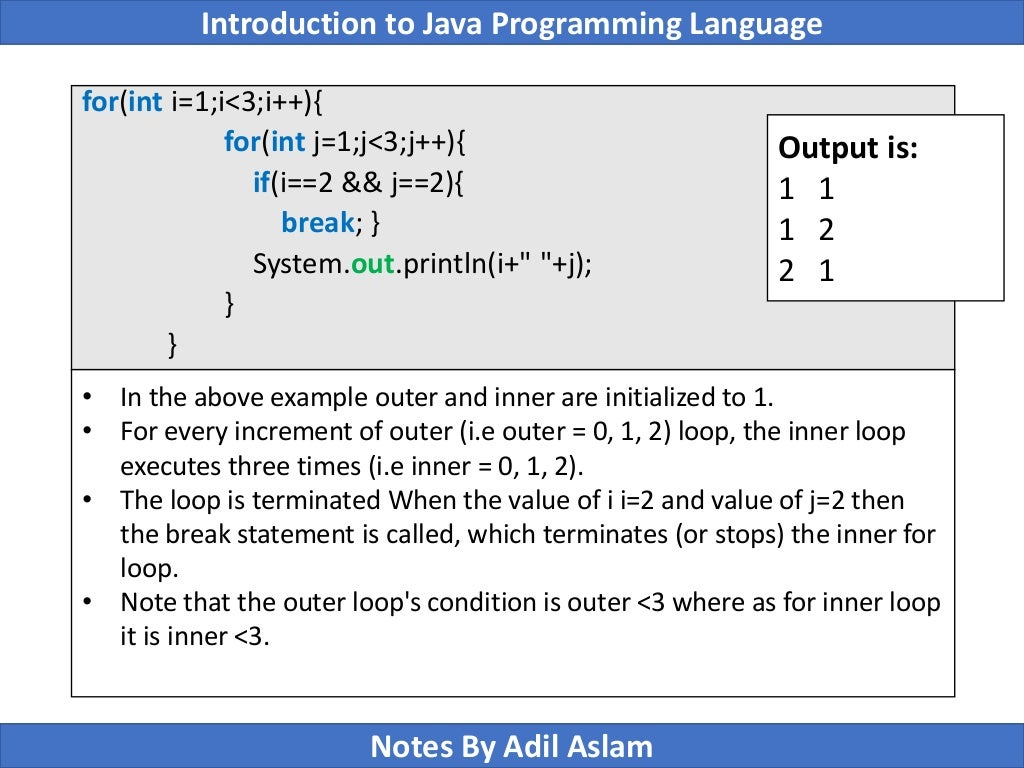 Introduction to Java Programming Language
for(int i=1;i<3;i++){
for(int j=1;j<3;j++){
if(i==2 && j==2){
break; }
System.out.println(i+" "+j);
}
}
Output is:
1 1
1 2
2 1
• In the above example outer and inner are initialized to 1.
• For every increment of outer (i.e outer = 0, 1, 2) loop, the inner loop
executes three times (i.e inner = 0, 1, 2).
• The loop is terminated When the value of i i=2 and value of j=2 then
the break statement is called, which terminates (or stops) the inner for
loop.
• Note that the outer loop's condition is outer <3 where as for inner loop
it is inner <3.
Notes By Adil Aslam